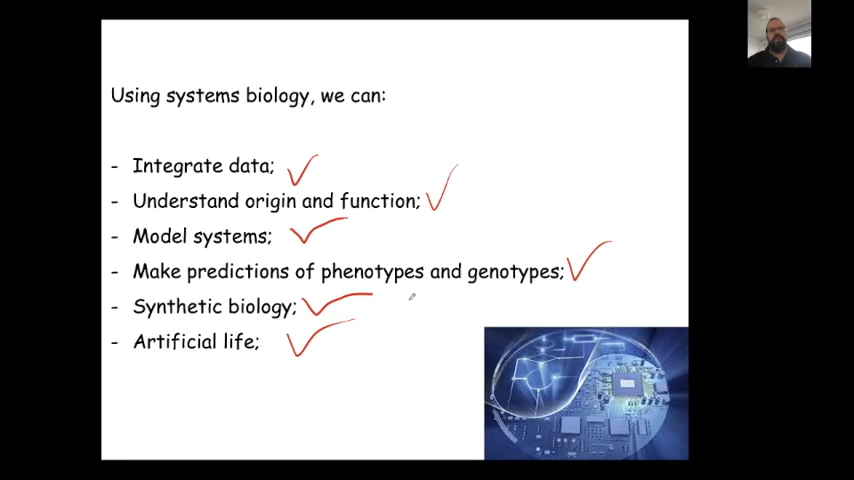 Using systems biology, we can:
- Integrate data;
- Understand origin and function;
- Model systems;
- Make predictions of phenotypes and genotypes;
- Synthetic biology;
- Artificial life;